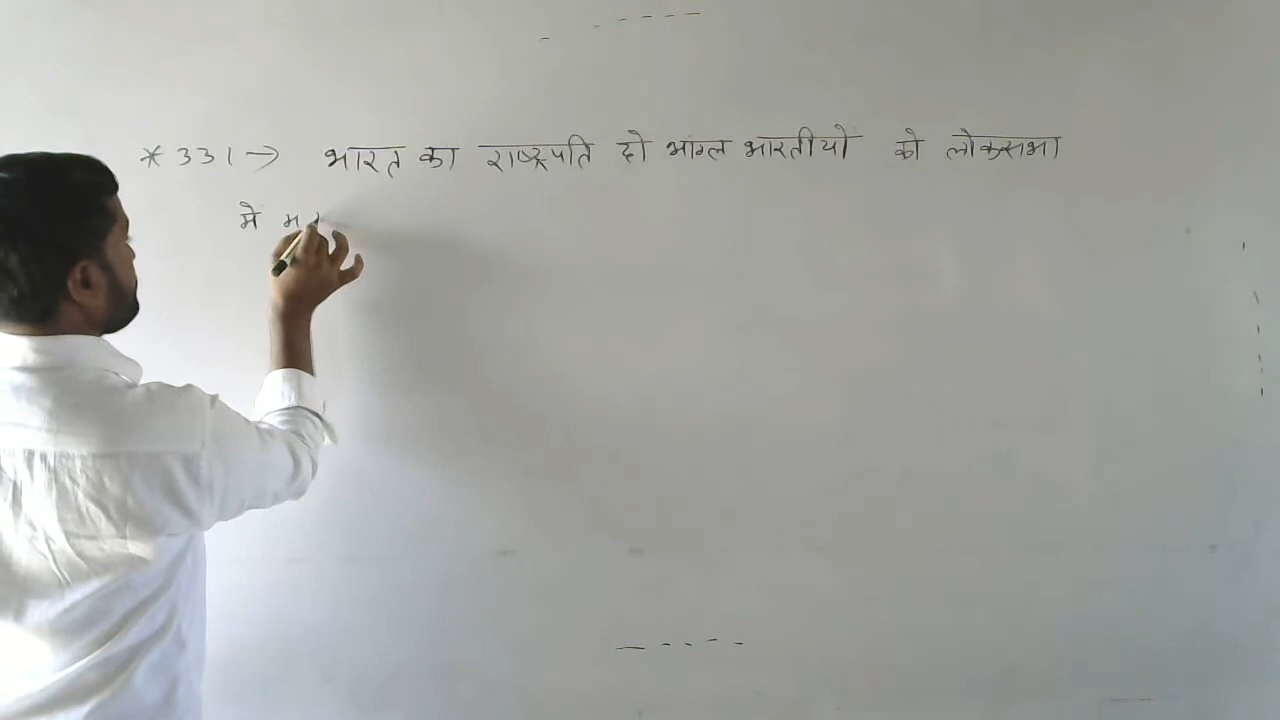 * 331 → भारत का राष्ट्रपति दो आंग्ल भारतीयो को लोकसभा
मे म